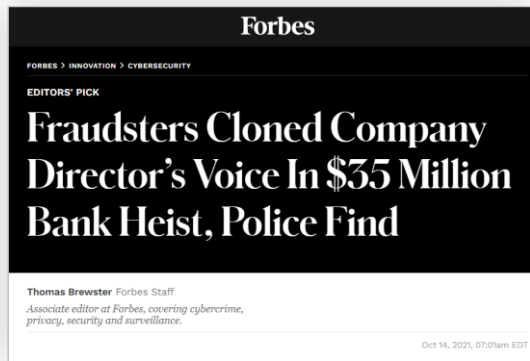 Forbes
FORBES > INNOVATION > CYBERSECURITY
EDITORS' PICK
Fraudsters Cloned Company
Director’s Voice In $35 Million
Bank Heist, Police Find
Thomas Brewster Forbes Staff
Associate editor at Forbes, covering cybercrime,
privacy, security and surveillance.
Oct 14, 2021, 07:01am EDT